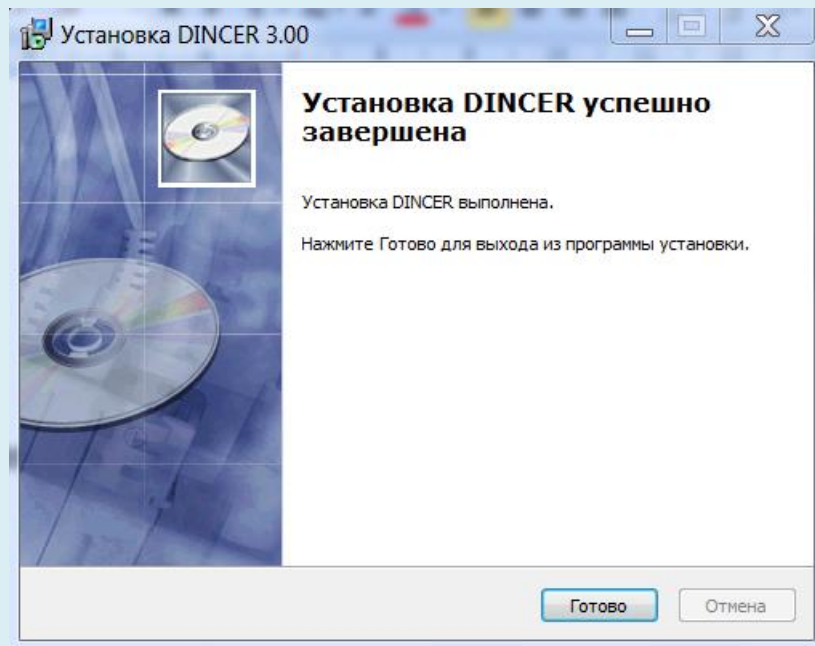 Установка DINCER 3.00
Установка DINCER успешно
завершена
Установка DINCER выполнена.
Нажмите Готово для выхода из программы установки.
Готово
Отмена